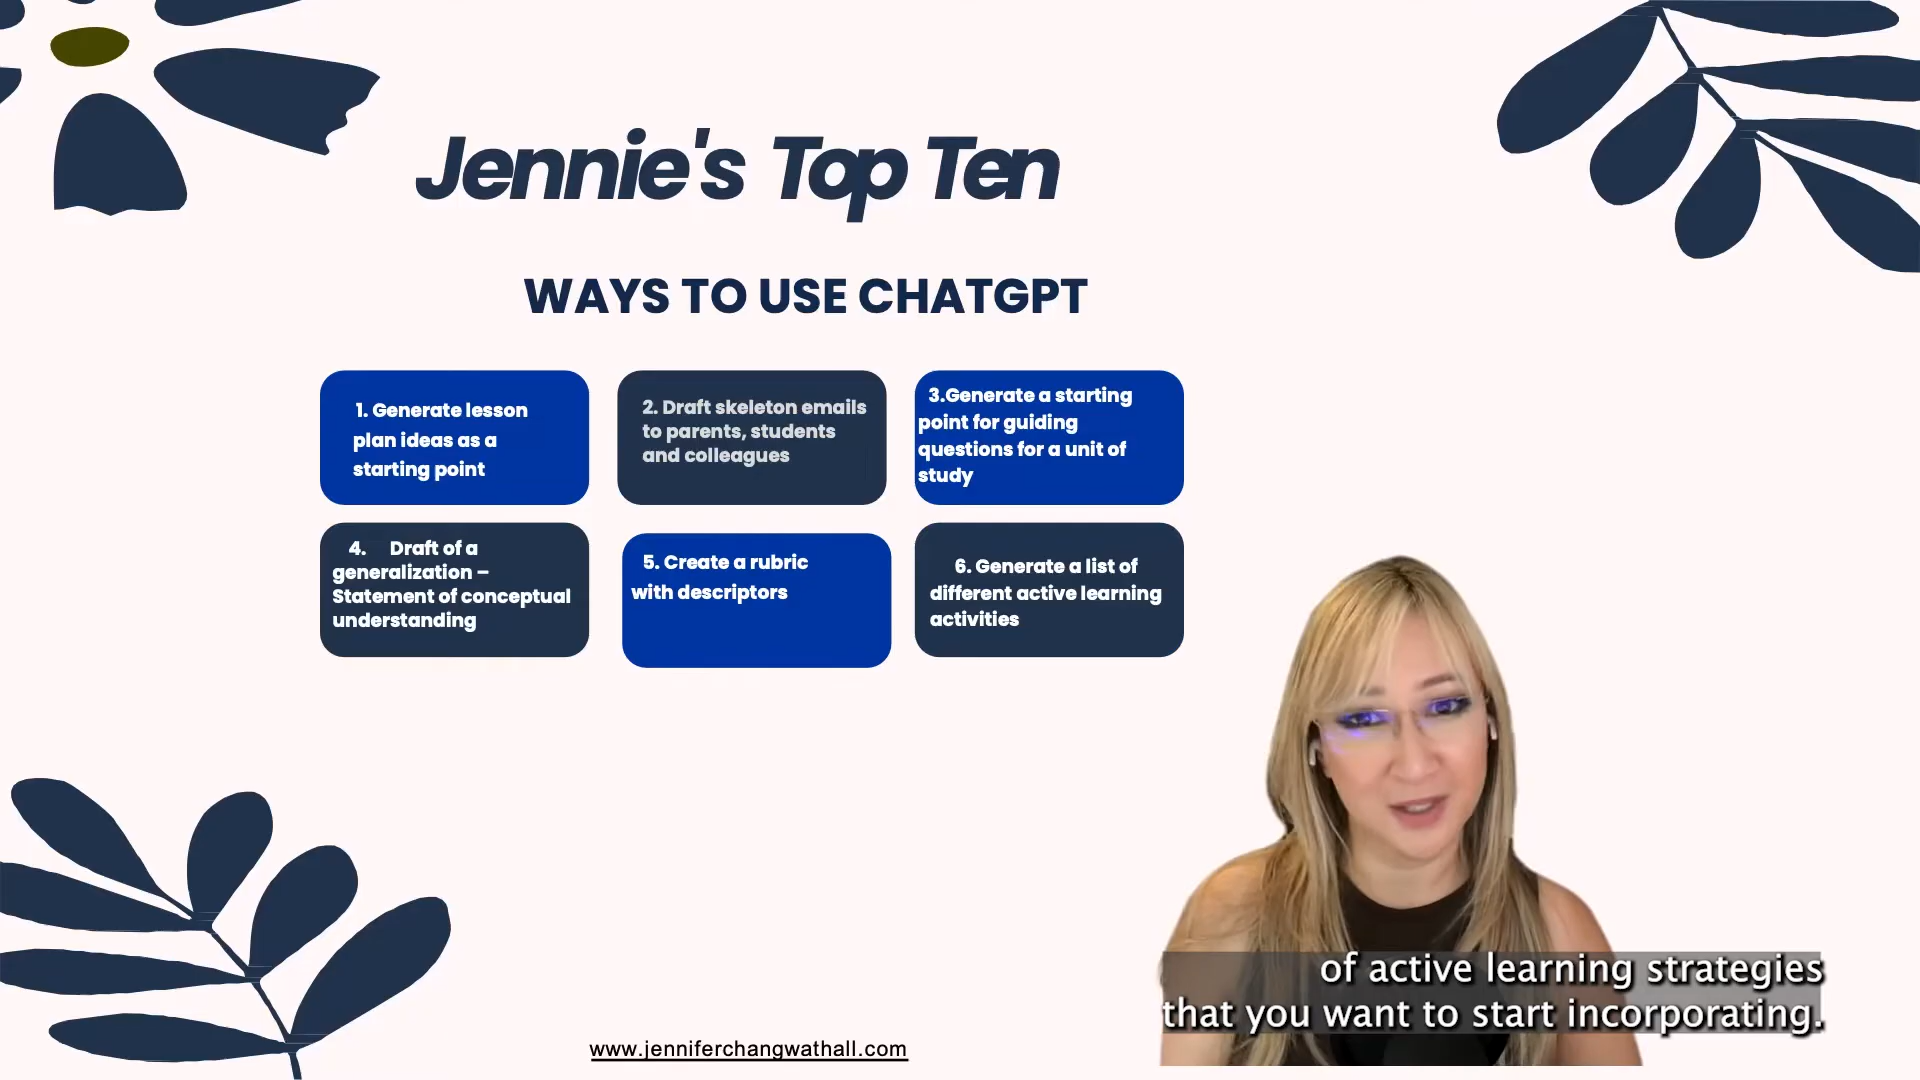 Jennie's Top Ten
WAYS TO USE CHATGPT
1. Generate lesson
plan ideas as a
starting point
2. Draft skeleton emails
to parents, students
and colleagues
3.Generate a starting
point for guiding
questions for a unit of
study
4. Draft of a
generalization –
Statement of conceptual
understanding
5. Create a rubric
with descriptors
6. Generate a list of
different active learning
activities
of active learning strategies
that you want to start incorporating.
www.jenniferchangwathall.com